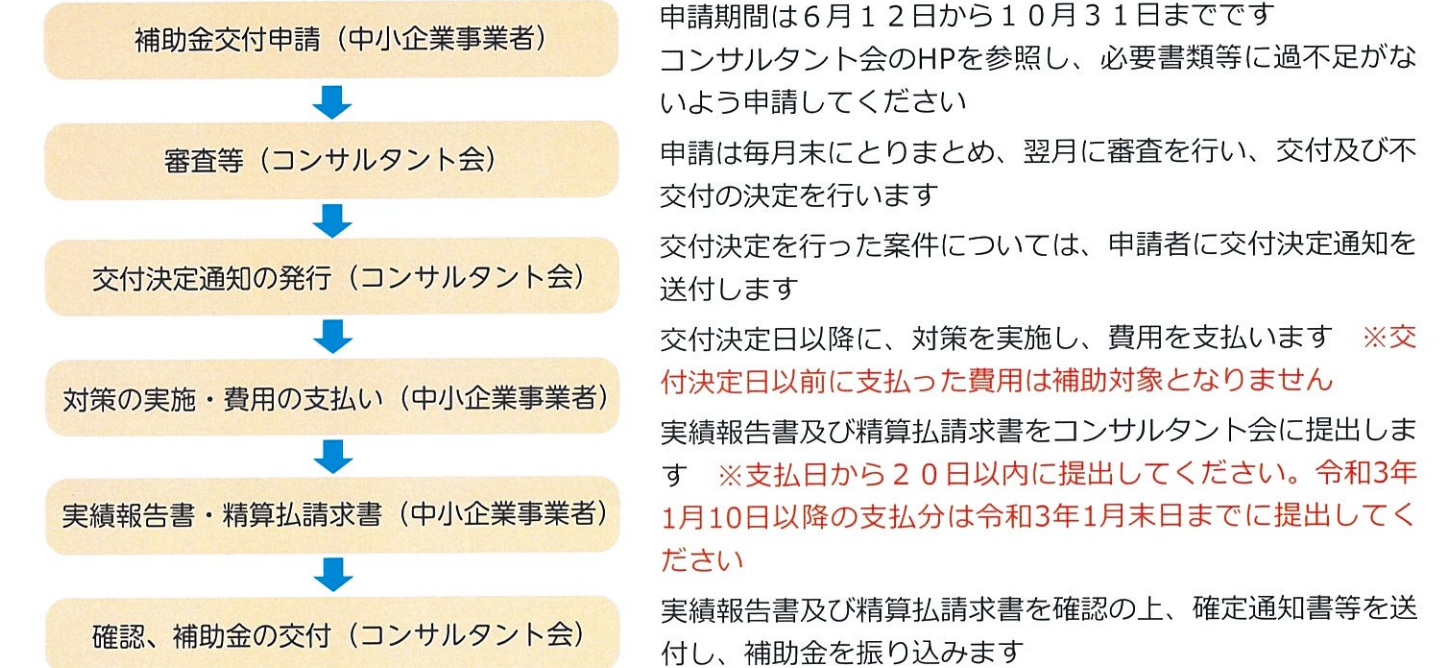 補助金交付申請（中小企業事業者）
申請期間は６月１２日から１０月３１日までです
コンサルタント会のHPを参照し、必要書類等に過不足がな
いよう申請してください
審査等（コンサルタント会）
申請は毎月末にとりまとめ、翌月に審査を行い、交付及び不
交付の決定を行います
交付決定通知の発行（コンサルタント会）
交付決定を行った案件については、申請者に交付決定通知を
送付します
対策の実施・費用の支払い（中小企業事業者）
交付決定日以降に、対策を実施し、費用を支払います　※交
付決定日以前に支払った費用は補助対象となりません
実績報告書・精算払請求書（中小企業事業者）
実績報告書及び精算払請求書をコンサルタント会に提出しま
す　※支払日から２０日以内に提出してください。令和3年
1月10日以降の支払分は令和3年1月末日までに提出してく
ださい
確認、補助金の交付（コンサルタント会）
実績報告書及び精算払請求書を確認の上、確定通知書等を送
付し、補助金を振り込みます